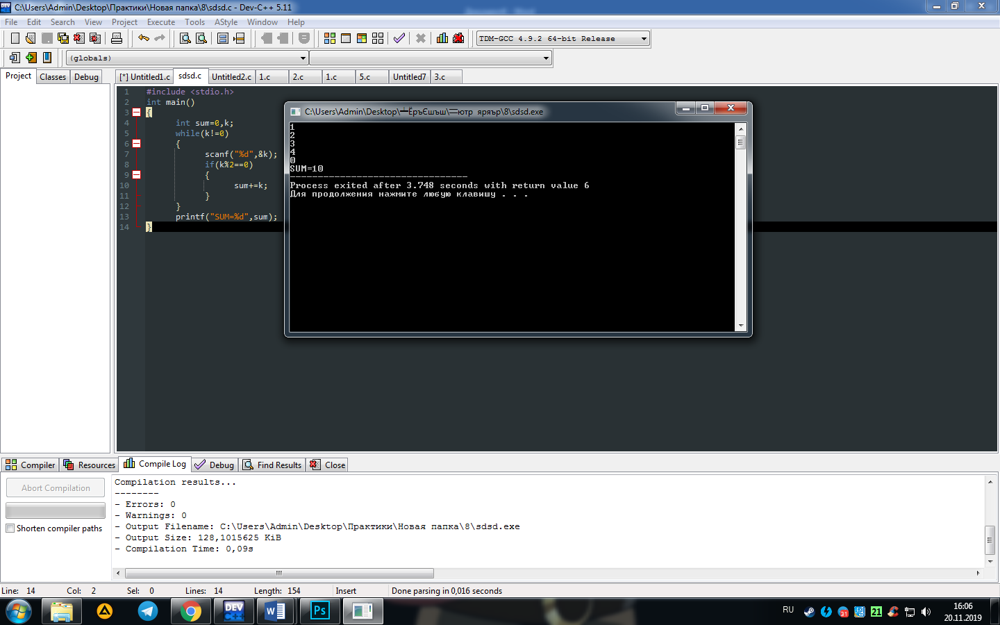 C:\Users\Admin\Desktop\Практики\Новая папка\8\sdsd.c - Dev-C++ 5.11
File Edit Search View Project Execute Tools AStyle Window Help
TDM-GCC 4.9.2 64-bit Release
(globals)
Project Classes Debug
[*] Untitled1.c sdsd.c Untitled2.c 1.c 2.c 1.c 5.c Untitled7 3.c
1 #include <stdio.h>
2 int main()
3 {
4 int sum=0,k;
5 while(k!=0)
6 {
7 scanf("%d",&k);
8 if(k%2==0)
9 {
10 sum+=k;
11 }
12 }
13 printf("SUM=%d",sum);
14 }
C:\Users\Admin\Desktop\━ЁръЄшъш\═ютр  яряър\8\sdsd.exe
1
2
3
4
0
SUM=10
--------------------------------
Process exited after 3.748 seconds with return value 6
Для продолжения нажмите любую клавишу . . .
Compiler Resources Compile Log Debug Find Results Close
Abort Compilation
Shorten compiler paths
Compilation results...
--------
- Errors: 0
- Warnings: 0
- Output Filename: C:\Users\Admin\Desktop\Практики\Новая папка\8\sdsd.exe
- Output Size: 128,1015625 KiB
- Compilation Time: 0,09s
Line: 14 Col: 2 Sel: 0 Lines: 14 Length: 154 Insert Done parsing in 0,016 seconds
DEV C++
W
Ps
RU
31
21
16:06
20.11.2019